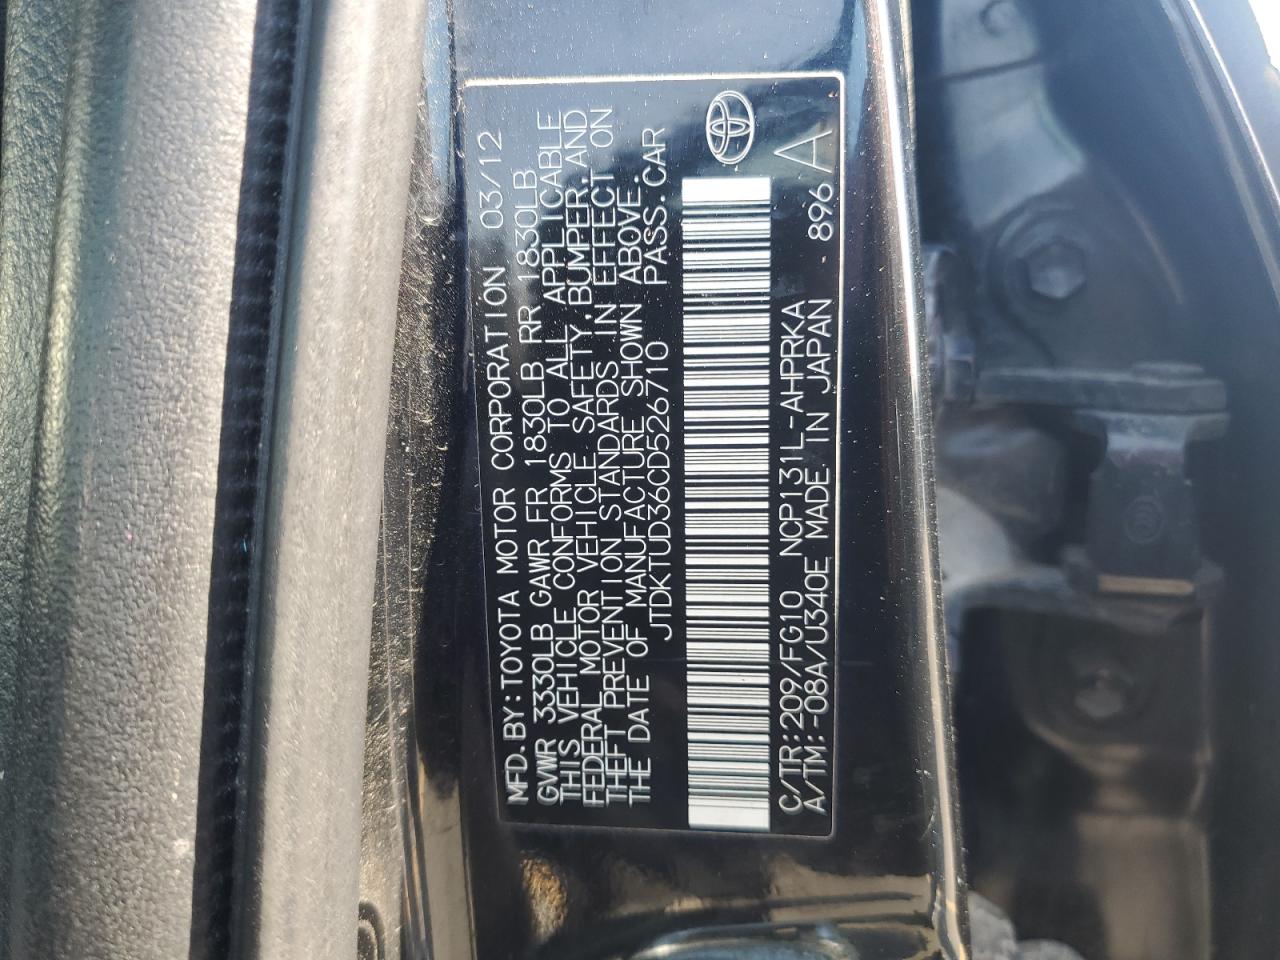 MFD.BY:TOYOTA MOTOR CORPORATION 03/12
GVWR 3330LB GAWR FR 1830LB RR 1830LB
THIS VEHICLE CONFORMS TO ALL APPLICABLE
FEDERAL MOTOR VEHICLE SAFETY,BUMPER,AND
THEFT PREVENTION STANDARDS IN EFFECT ON
THE DATE OF MANUFACTURE SHOWN ABOVE.
JTDKTUD36CD526710 PASS.CAR
C/TR:209/FG10 NCP131L-AHPRKA 896 A
A/TM:-08A/U340E MADE IN JAPAN